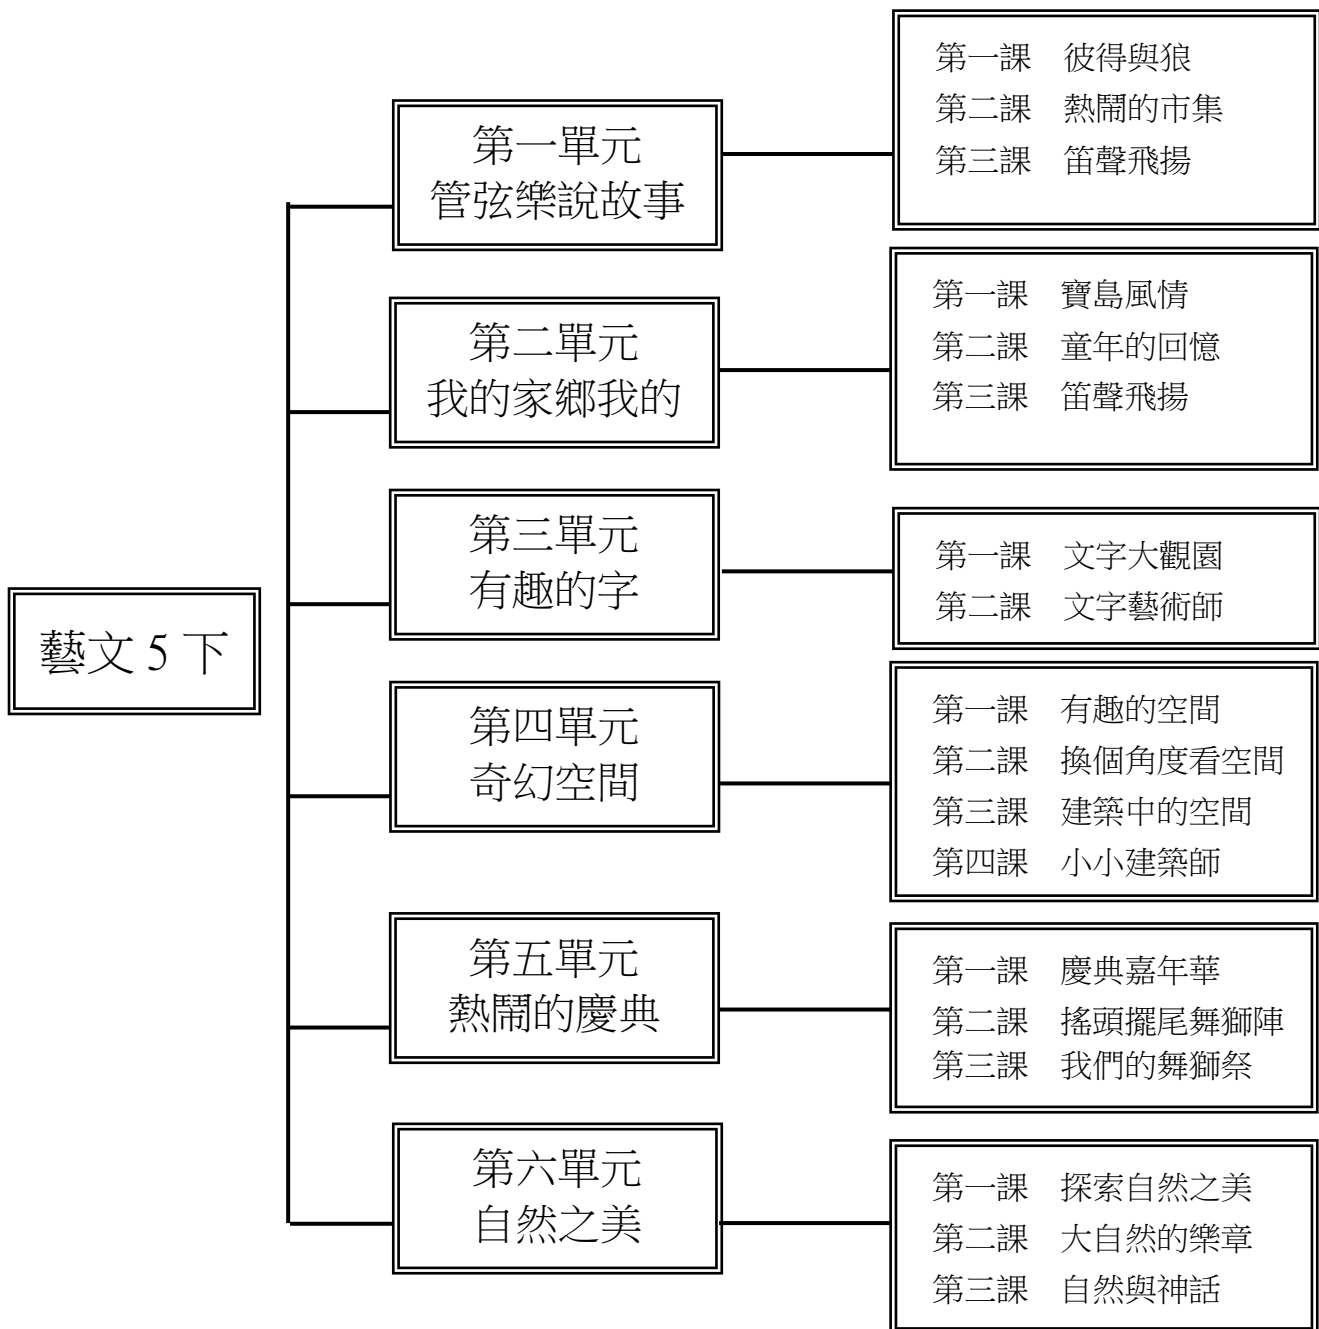 藝文 5 下
第一單元
管弦樂說故事
第一課　彼得與狼
第二課　熱鬧的市集
第三課　笛聲飛揚
第二單元
我的家鄉我的
第一課　寶島風情
第二課　童年的回憶
第三課　笛聲飛揚
第三單元
有趣的字
第一課　文字大觀園
第二課　文字藝術師
第四單元
奇幻空間
第一課　有趣的空間
第二課　換個角度看空間
第三課　建築中的空間
第四課　小小建築師
第五單元
熱鬧的慶典
第一課　慶典嘉年華
第二課　搖頭擺尾舞獅陣
第三課　我們的舞獅祭
第六單元
自然之美
第一課　探索自然之美
第二課　大自然的樂章
第三課　自然與神話